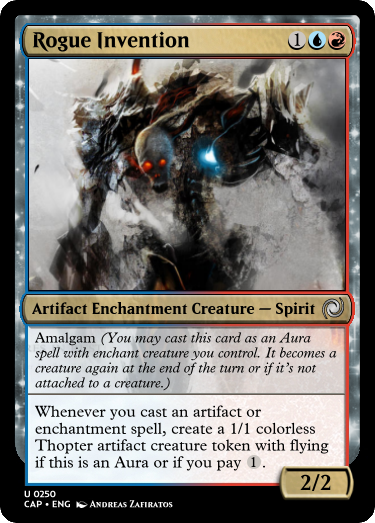 Rogue Invention 1
Artifact Enchantment Creature — Spirit
Amalgam (You may cast this card as an Aura
spell with enchant creature you control. It becomes a
creature again at the end of the turn or if it's not
attached to a creature.)
Whenever you cast an artifact or
enchantment spell, create a 1/1 colorless
Thopter artifact creature token with flying
if this is an Aura or if you pay 1.
2/2
U 0250
CAP • ENG Andreas Zafiratos